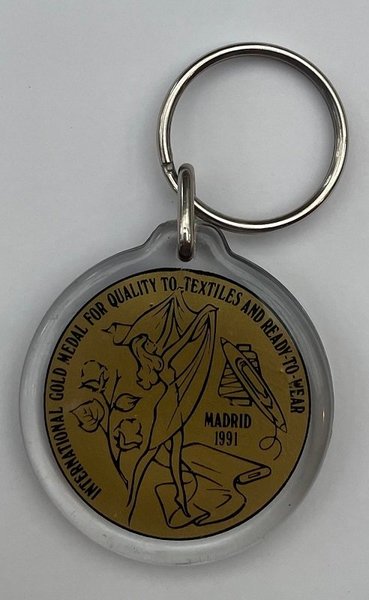 INTERNATIONAL GOLD MEDAL FOR QUALITY TO TEXTILES AND READY-TO-WEAR
MADRID
1991